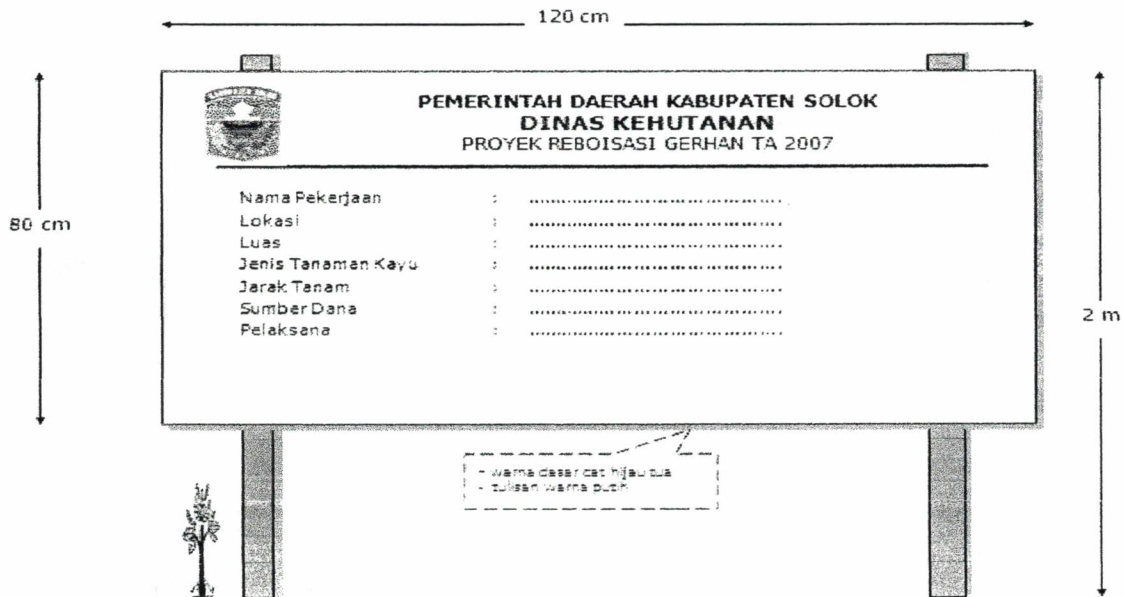 120 cm
PEMERINTAH DAERAH KABUPATEN SOLOK
DINAS KEHUTANAN
PROYEK REBOISASI GERHAN TA 2007
80 cm
Nama Pekerjaan : ........................................
Lokasi : ........................................
Luas : ........................................
Jenis Tanaman Kayu : ........................................
Jarak Tanam : ........................................
Sumber Dana : ........................................
Pelaksana : ........................................
2 m
- warna dasar cat hijau tua
- tulisan warna putih